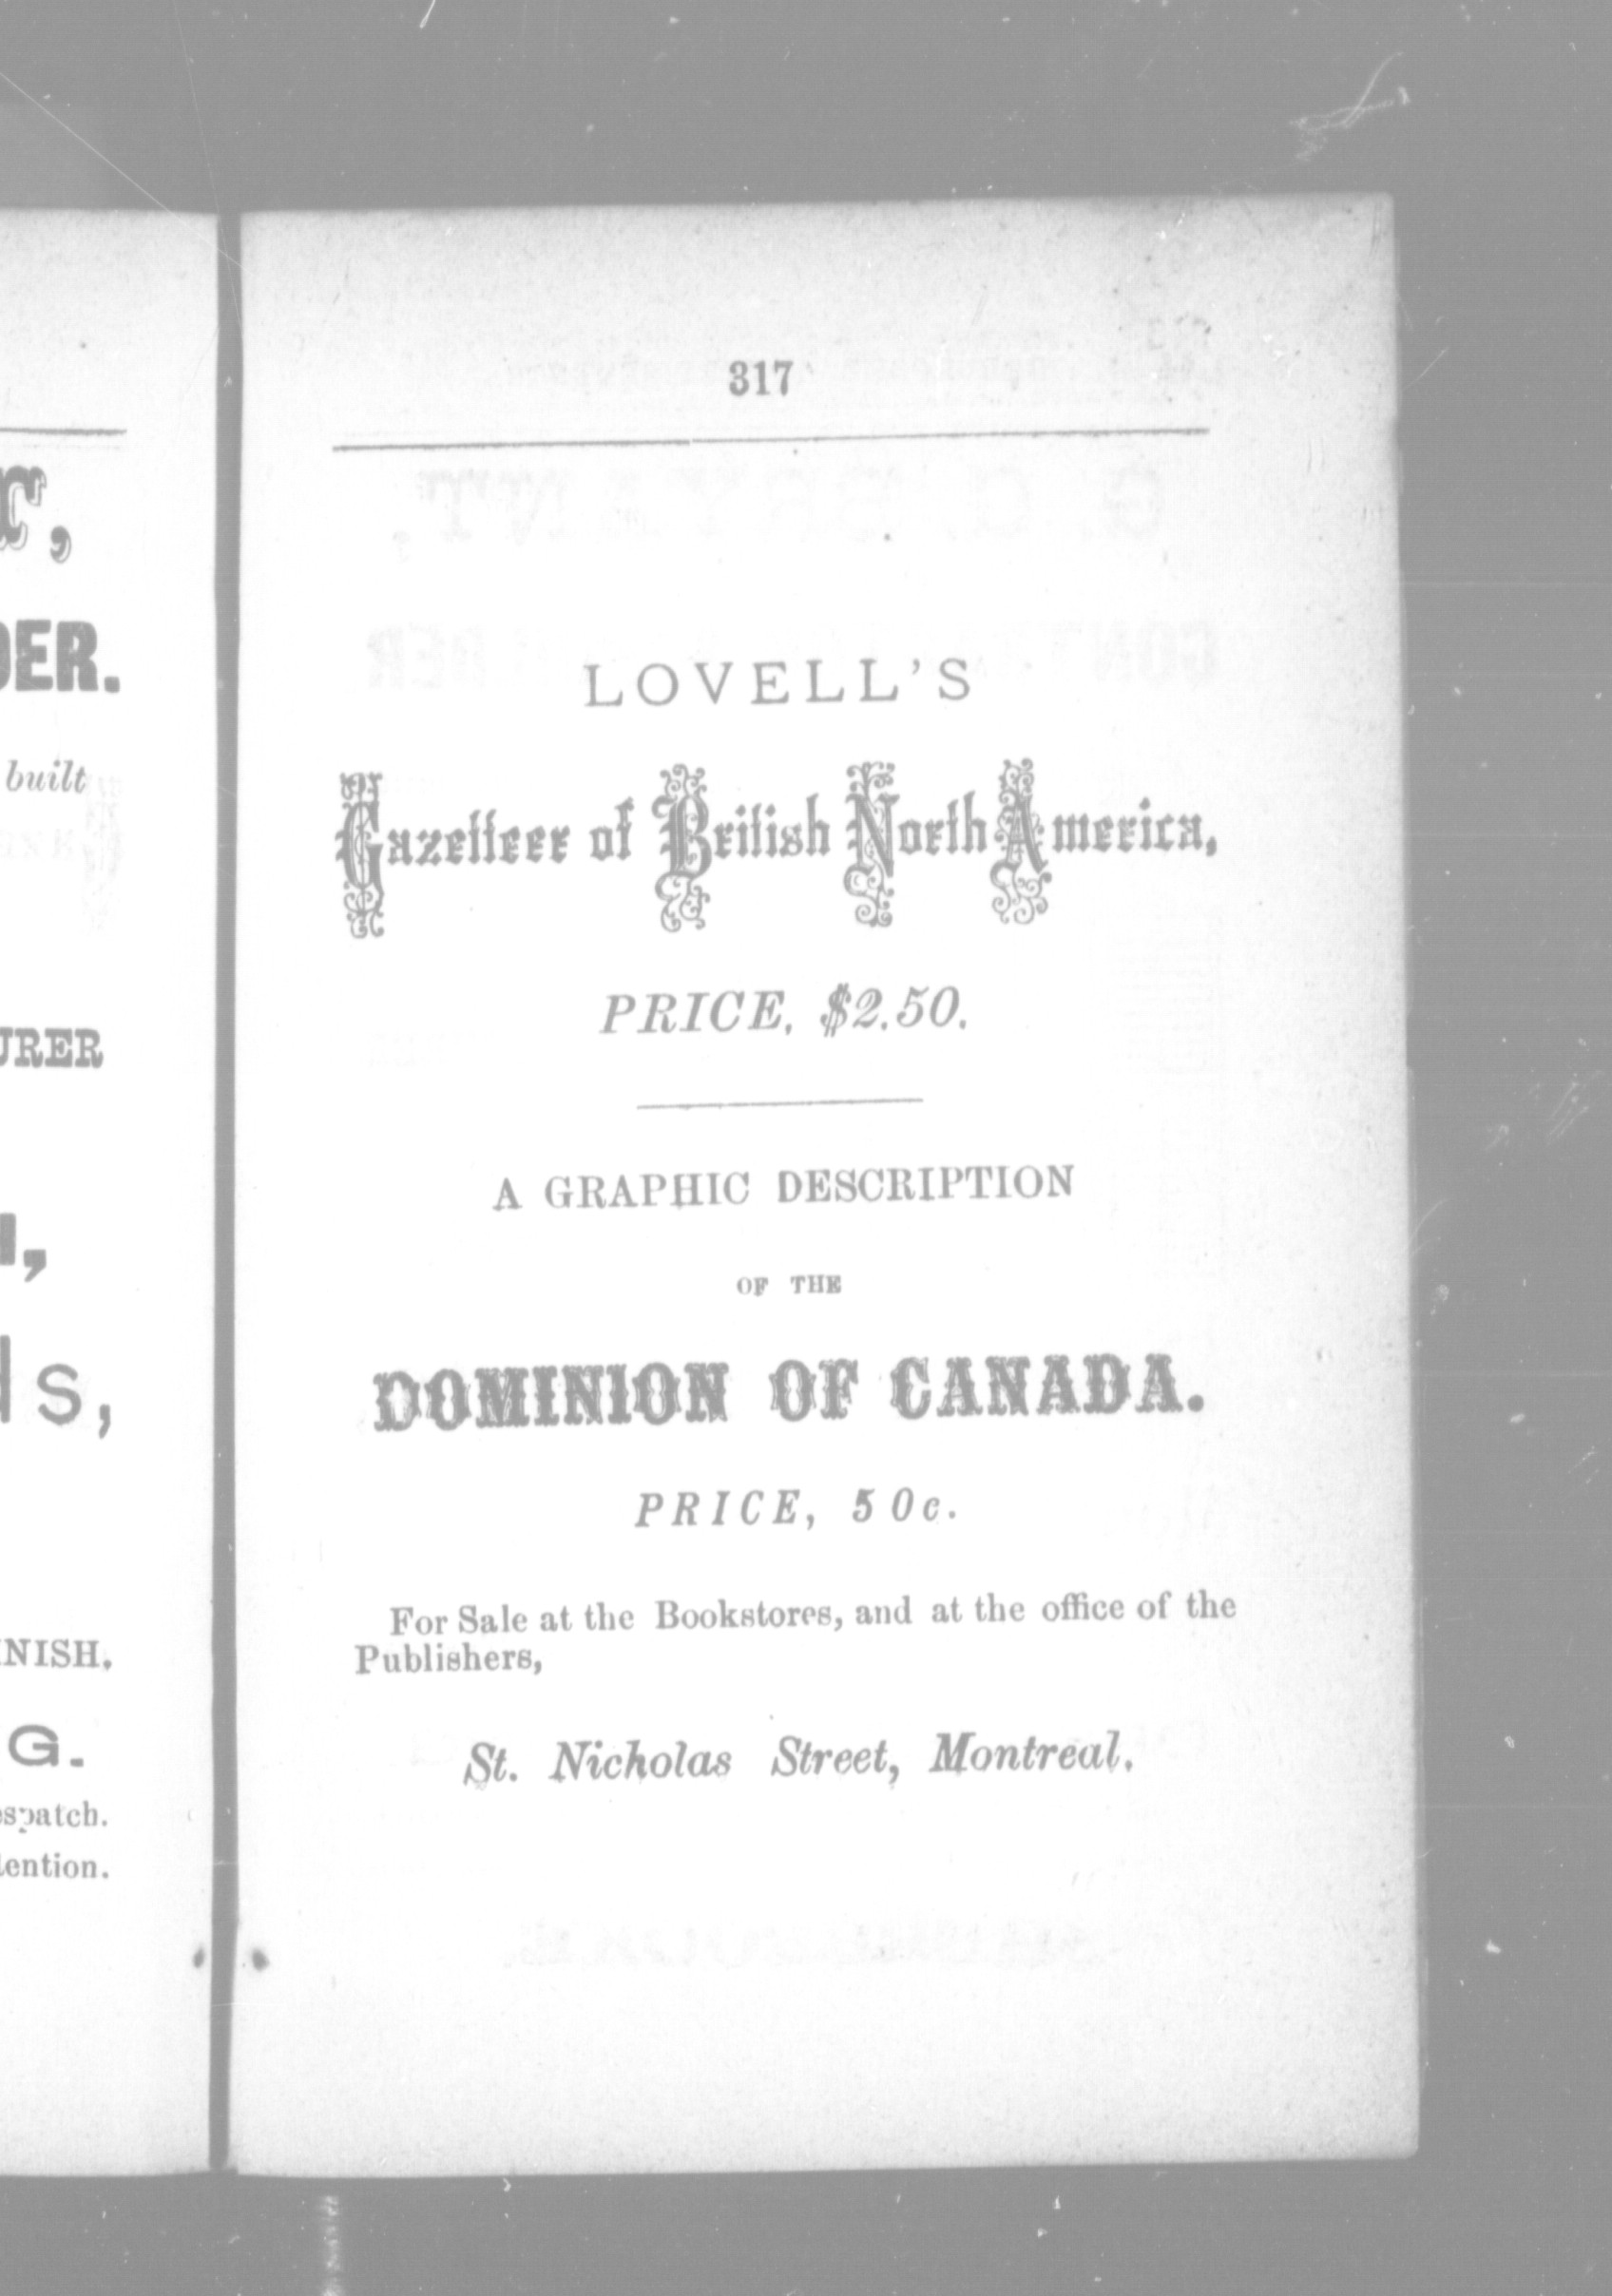 317
LOVELL'S
Gazetteer of British North America,
PRICE, $2.50.
A GRAPHIC DESCRIPTION
OF THE
DOMINION OF CANADA.
PRICE, 50c.
For Sale at the Bookstores, and at the office of the
Publishers,
St. Nicholas Street, Montreal.
built